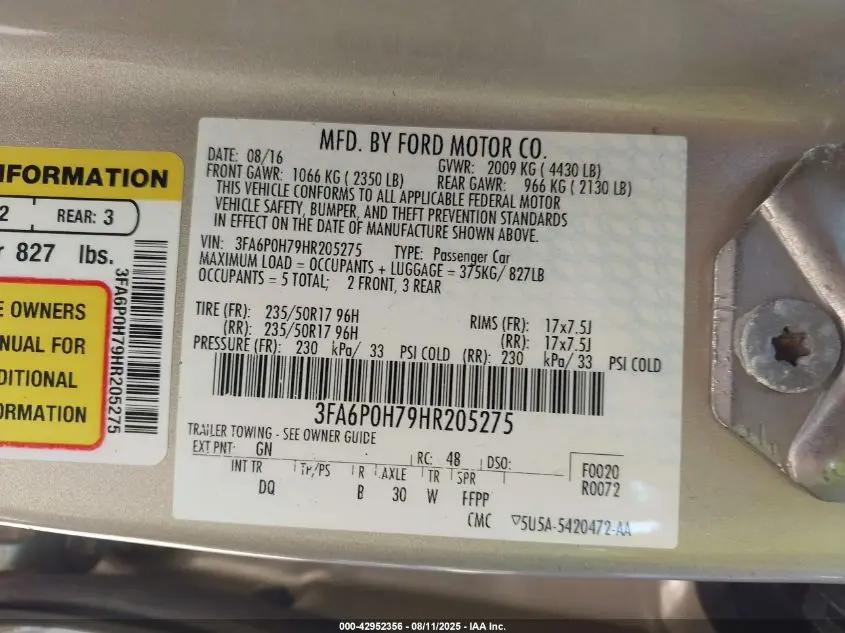 NFORMATION
2 REAR: 3
r 827 lbs.
E OWNERS
NUAL FOR
DITIONAL
ORMATION
3FA6P0H79HR205275
MFD. BY FORD MOTOR CO.
DATE: 08/16 GVWR: 2009 KG ( 4430 LB)
FRONT GAWR: 1066 KG ( 2350 LB) REAR GAWR: 966 KG ( 2130 LB)
THIS VEHICLE CONFORMS TO ALL APPLICABLE FEDERAL MOTOR
VEHICLE SAFETY, BUMPER, AND THEFT PREVENTION STANDARDS
IN EFFECT ON THE DATE OF MANUFACTURE SHOWN ABOVE.
VIN: 3FA6P0H79HR205275 TYPE: Passenger Car
MAXIMUM LOAD = OCCUPANTS + LUGGAGE = 375KG/ 827LB
OCCUPANTS = 5 TOTAL; 2 FRONT, 3 REAR
TIRE (FR): 235/50R17 96H RIMS (FR): 17x7.5J
(RR): 235/50R17 96H (RR): 17x7.5J
PRESSURE (FR): 230 kPa/ 33 PSI COLD (RR): 230 kPa/ 33 PSI COLD
3FA6P0H79HR205275
TRAILER TOWING - SEE OWNER GUIDE
EXT PNT: GN RC: 48 DSO: F0020
INT TR TP/PS R AXLE TR SPR R0072
DQ B 30 W FFPP
CMC ▽5U5A-5420472-AA
000-42952356 - 08/11/2025 - IAA Inc.